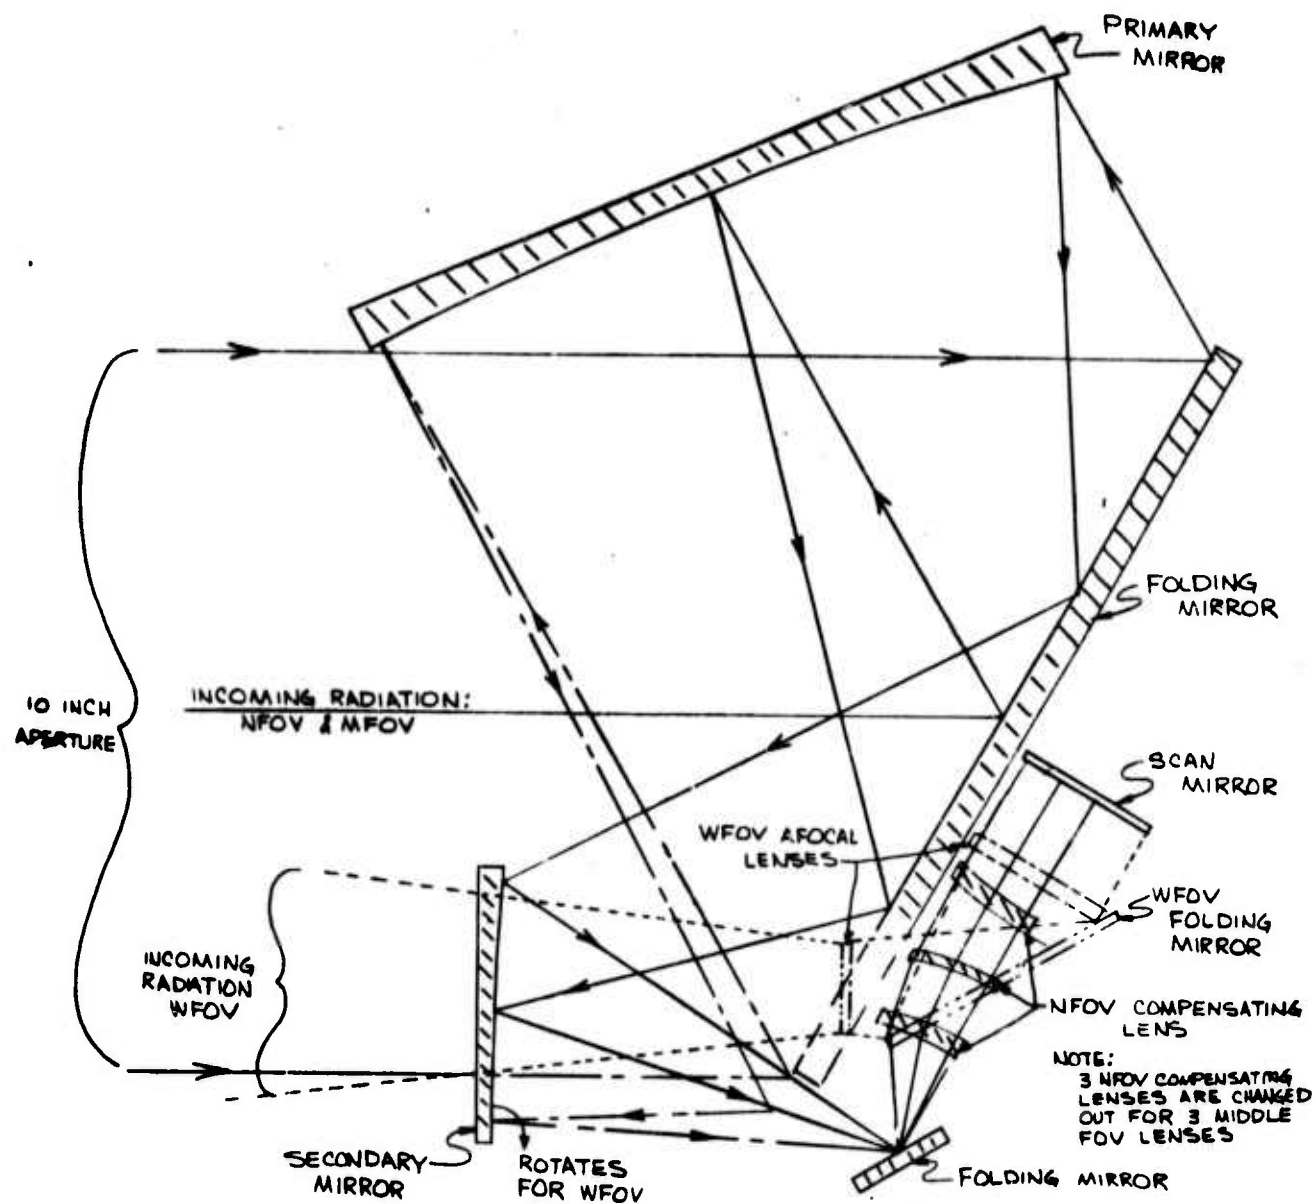 PRIMARY
MIRROR
FOLDING
MIRROR
10 INCH
APERTURE
INCOMING RADIATION:
NFOV & MFOV
SCAN
MIRROR
WFOV AFOCAL
LENSES
WFOV
FOLDING
MIRROR
INCOMING
RADIATION
WFOV
NFOV COMPENSATING
LENS
NOTE:
3 NFOV COMPENSATING
LENSES ARE CHANGED
OUT FOR 3 MIDDLE
FOV LENSES
SECONDARY
MIRROR
ROTATES
FOR WFOV
FOLDING MIRROR